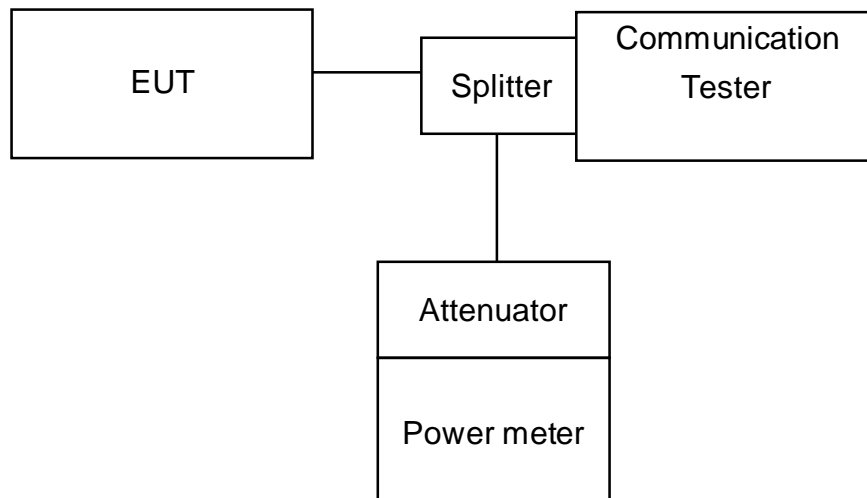 EUT
Splitter
Communication
Tester
Attenuator
Power meter